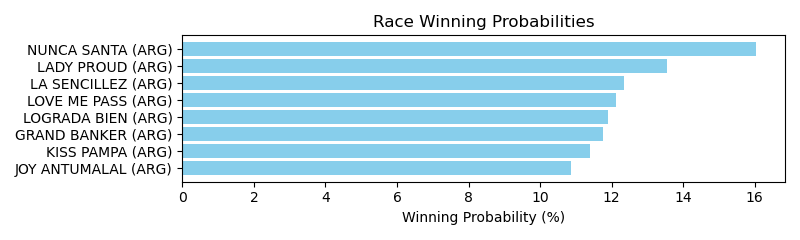 Race Winning Probabilities
NUNCA SANTA (ARG)
LADY PROUD (ARG)
LA SENCILLEZ (ARG)
LOVE ME PASS (ARG)
LOGRADA BIEN (ARG)
GRAND BANKER (ARG)
KISS PAMPA (ARG)
JOY ANTUMALAL (ARG)
0 2 4 6 8 10 12 14 16
Winning Probability (%)